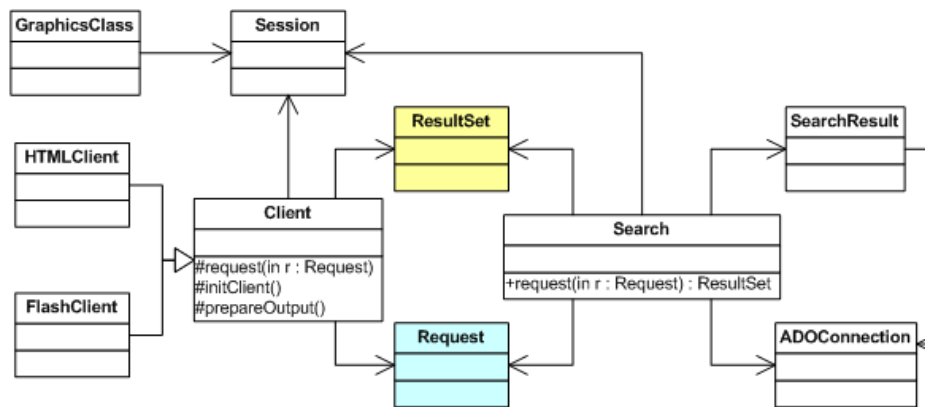 GraphicsClass
Session
ResultSet
SearchResult
HTMLClient
Client
#request(in r : Request)
#initClient()
#prepareOutput()
Search
+request(in r : Request) : ResultSet
FlashClient
Request
ADOConnection